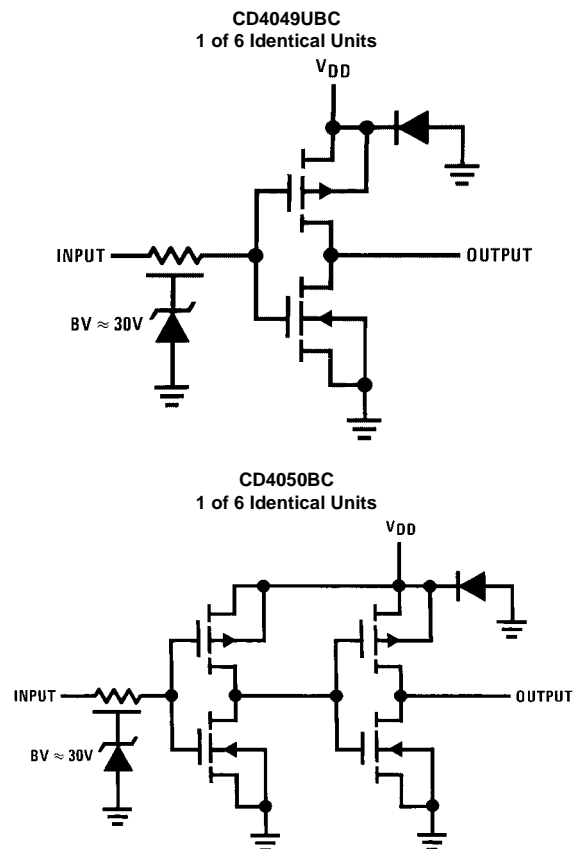 CD4049UBC
1 of 6 Identical Units
VDD
INPUT
OUTPUT
BV ≈ 30V
CD4050BC
1 of 6 Identical Units
VDD
INPUT
OUTPUT
BV ≈ 30V